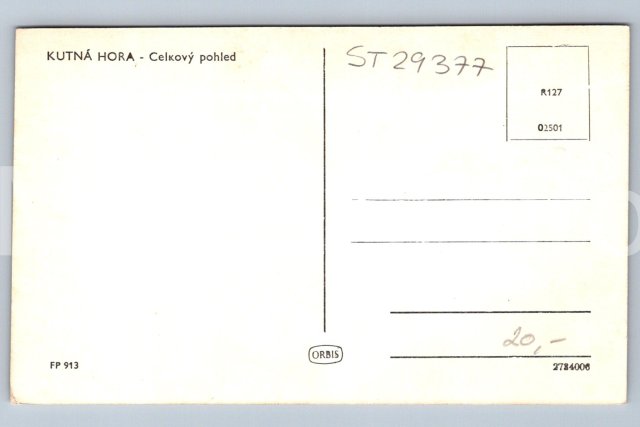 KUTNÁ HORA - Celkový pohled
ST29377
R127
02501
20,-
ORBIS
FP 913
2784006